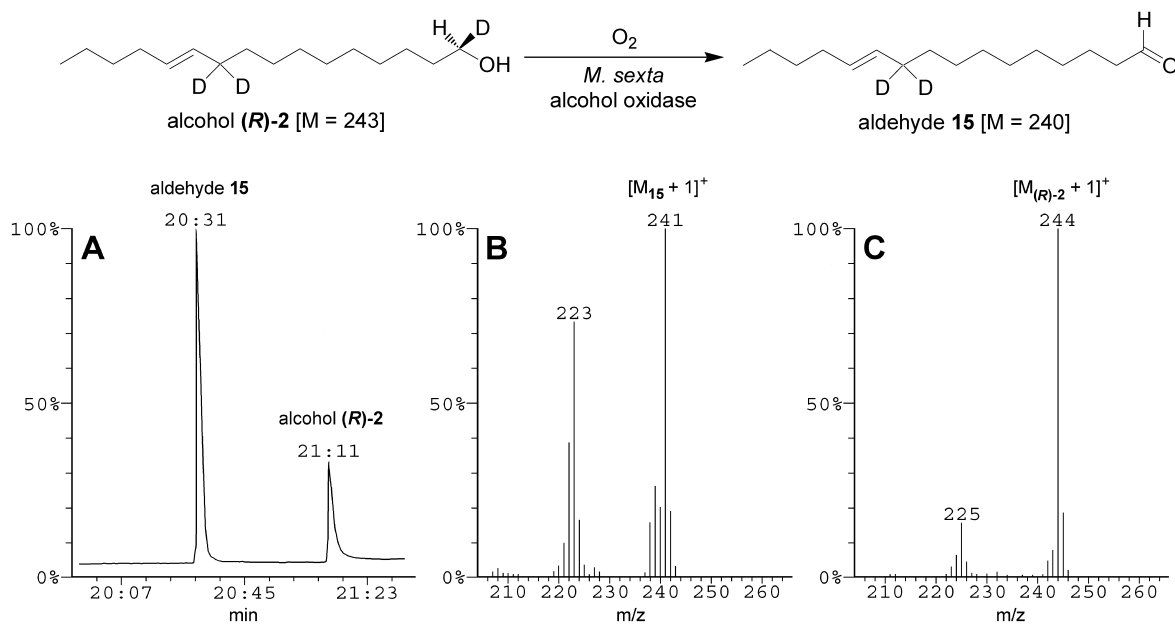 H D
OH
D D
alcohol (R)-2 [M = 243]
O2
M. sexta
alcohol oxidase
H
O
D D
aldehyde 15 [M = 240]
A
aldehyde 15
20:31
alcohol (R)-2
21:11
100%
50%
0%
20:07 20:45 21:23
min
B
[M15 + 1]+
241
223
100%
50%
0%
210 220 230 240 250 260
m/z
C
[M(R)-2 + 1]+
244
225
100%
50%
0%
210 220 230 240 250 260
m/z